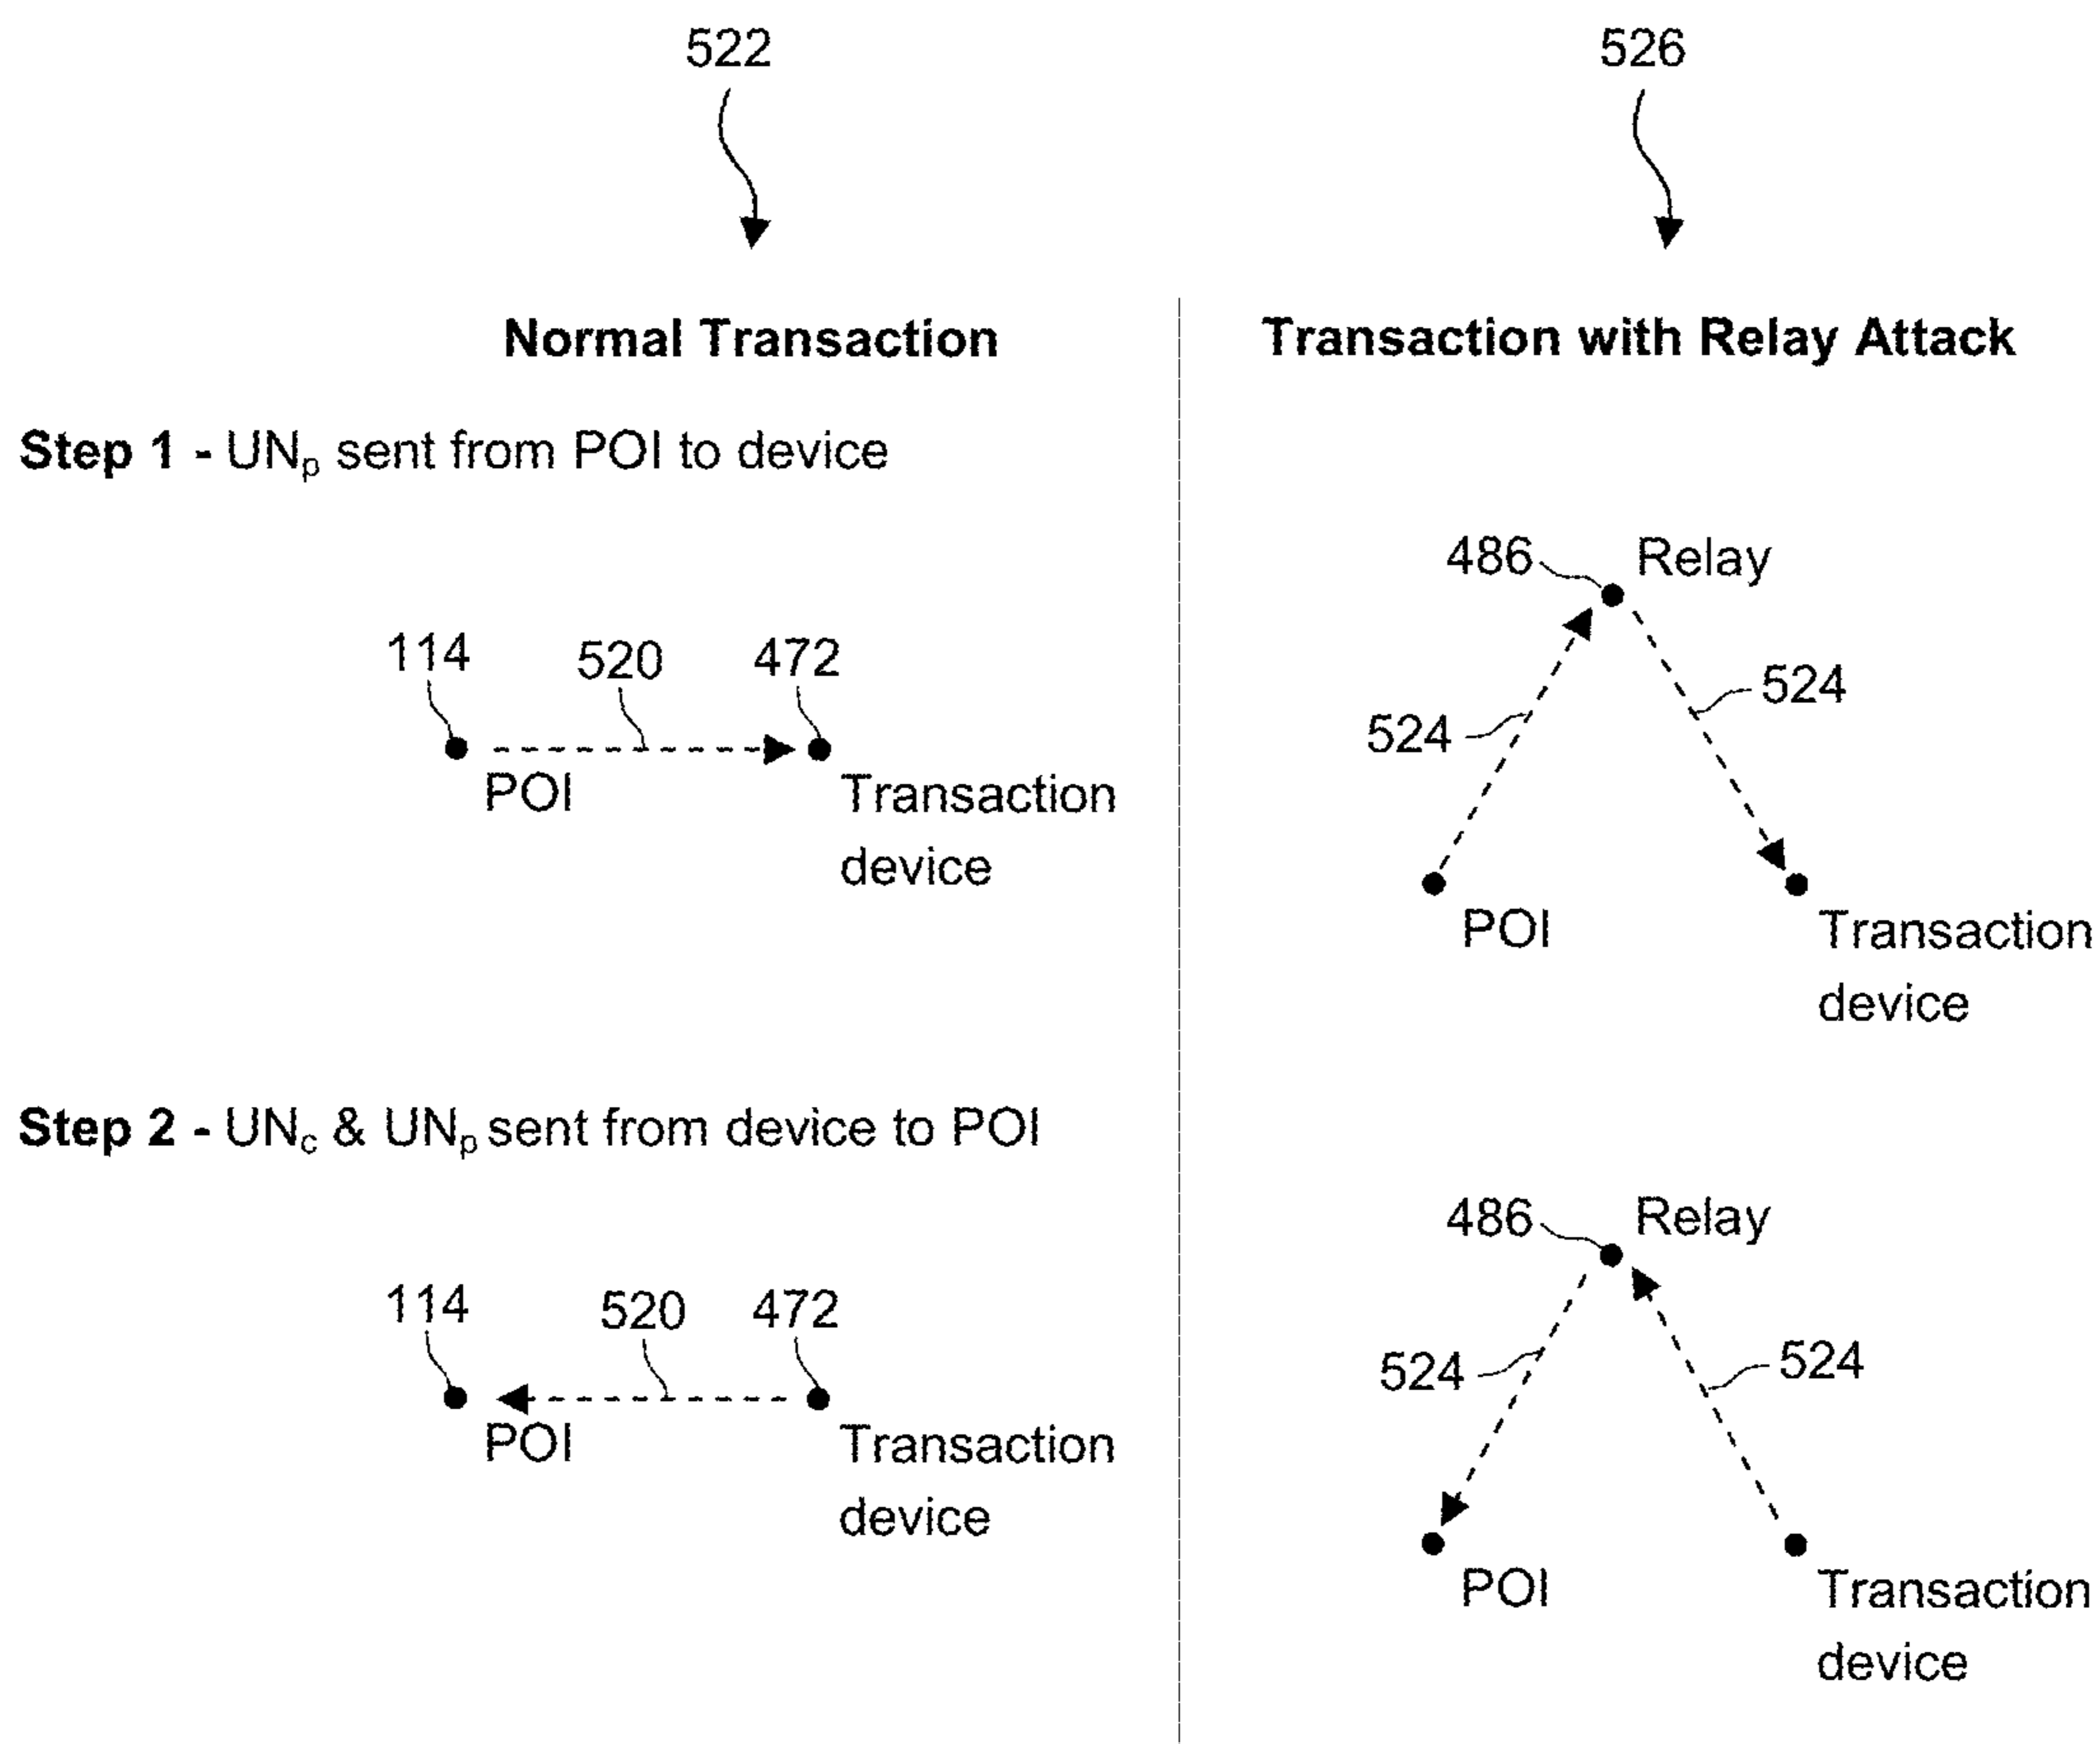 522
526
Normal Transaction
Transaction with Relay Attack
Step 1 - UNp sent from POI to device
486
Relay
114
520
472
524
524
POI
Transaction
device
POI
Transaction
device
Step 2 - UNc & UNp sent from device to POI
486
Relay
114
520
472
524
524
POI
Transaction
device
POI
Transaction
device